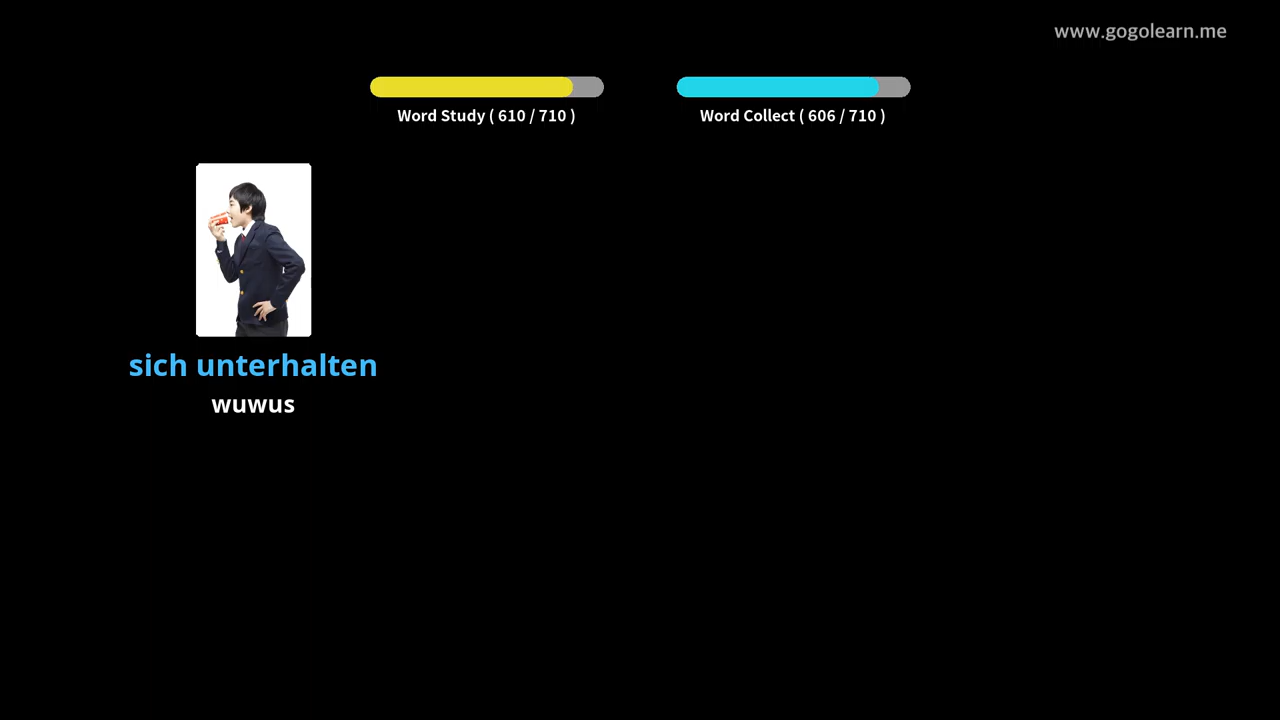 www.gogolearn.me
Word Study ( 610 / 710 )
Word Collect ( 606 / 710 )
sich unterhalten
wuwus